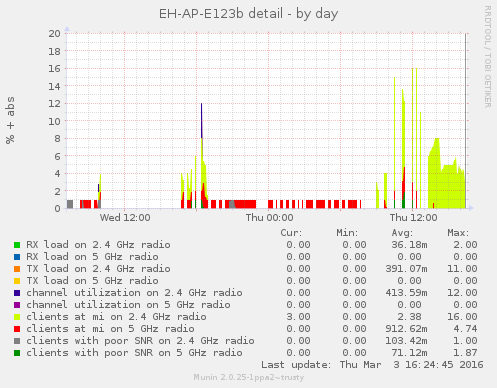 EH-AP-E123b detail - by day
RRDTOOL / TOBI OETIKER
% + abs
20
18
16
14
12
10
8
6
4
2
0
Wed 12:00 Thu 00:00 Thu 12:00
Cur: Min: Avg: Max:
RX load on 2.4 GHz radio 0.00 0.00 36.18m 2.00
RX load on 5 GHz radio 0.00 0.00 0.00 0.00
TX load on 2.4 GHz radio 0.00 0.00 391.07m 11.00
TX load on 5 GHz radio 0.00 0.00 0.00 0.00
channel utilization on 2.4 GHz radio 0.00 0.00 413.59m 12.00
channel utilization on 5 GHz radio 0.00 0.00 0.00 0.00
clients at mi on 2.4 GHz radio 3.00 0.00 2.38 16.00
clients at mi on 5 GHz radio 0.00 0.00 912.62m 4.74
clients with poor SNR on 2.4 GHz radio 0.00 0.00 103.42m 1.00
clients with poor SNR on 5 GHz radio 0.00 0.00 71.12m 1.87
Last update: Thu Mar 3 16:24:45 2016
Munin 2.0.25-1ppa2~trusty